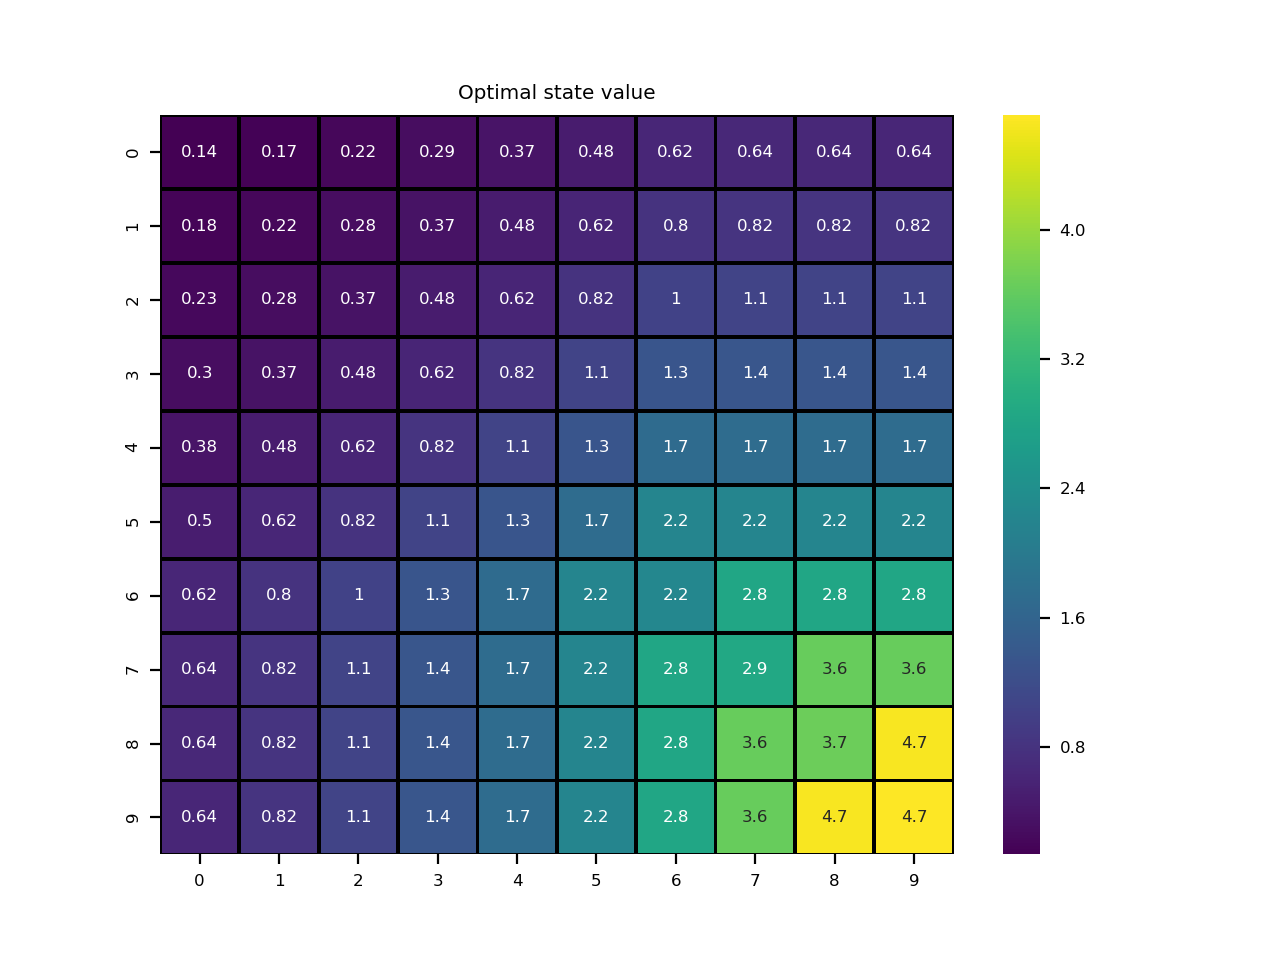 Optimal state value
0 0.14 0.17 0.22 0.29 0.37 0.48 0.62 0.64 0.64 0.64
1 0.18 0.22 0.28 0.37 0.48 0.62 0.8 0.82 0.82 0.82
4.0
2 0.23 0.28 0.37 0.48 0.62 0.82 1 1.1 1.1 1.1
3.2
3 0.3 0.37 0.48 0.62 0.82 1.1 1.3 1.4 1.4 1.4
4 0.38 0.48 0.62 0.82 1.1 1.3 1.7 1.7 1.7 1.7
2.4
5 0.5 0.62 0.82 1.1 1.3 1.7 2.2 2.2 2.2 2.2
6 0.62 0.8 1 1.3 1.7 2.2 2.2 2.8 2.8 2.8
1.6
7 0.64 0.82 1.1 1.4 1.7 2.2 2.8 2.9 3.6 3.6
8 0.64 0.82 1.1 1.4 1.7 2.2 2.8 3.6 3.7 4.7
0.8
9 0.64 0.82 1.1 1.4 1.7 2.2 2.8 3.6 4.7 4.7
0 1 2 3 4 5 6 7 8 9